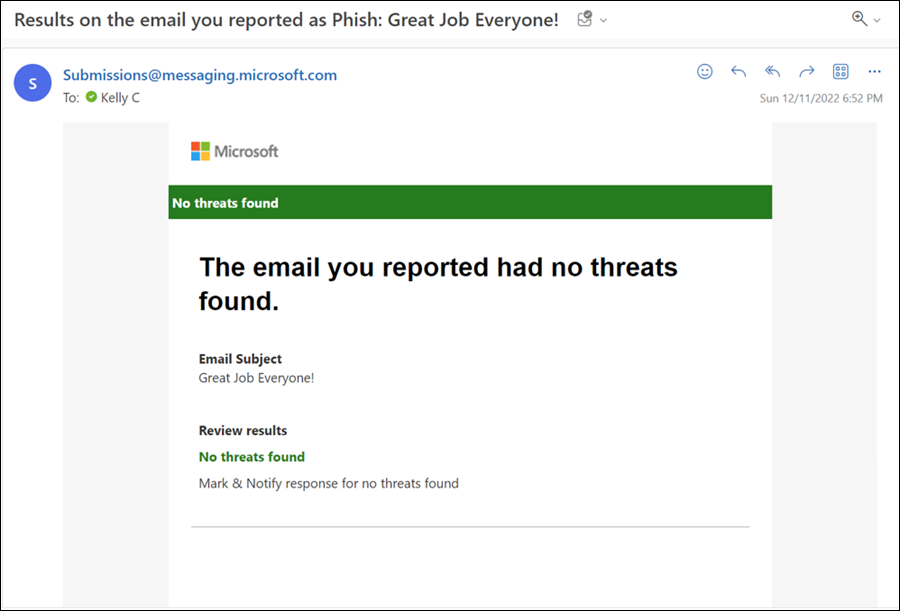 Results on the email you reported as Phish: Great Job Everyone!
S
Submissions@messaging.microsoft.com
To: Kelly C
Sun 12/11/2022 6:52 PM
Microsoft
No threats found
The email you reported had no threats
found.
Email Subject
Great Job Everyone!
Review results
No threats found
Mark & Notify response for no threats found